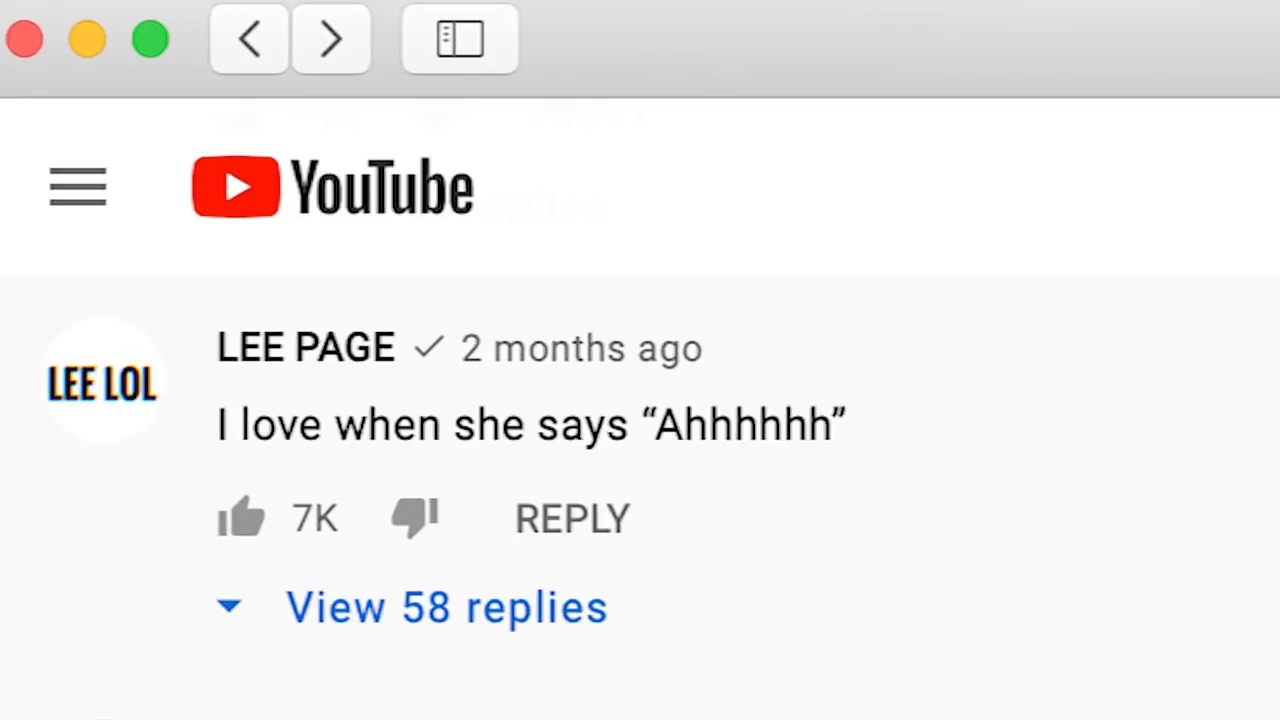 YouTube
LEE LOL
LEE PAGE ✓ 2 months ago
I love when she says “Ahhhhhh”
7K REPLY
View 58 replies